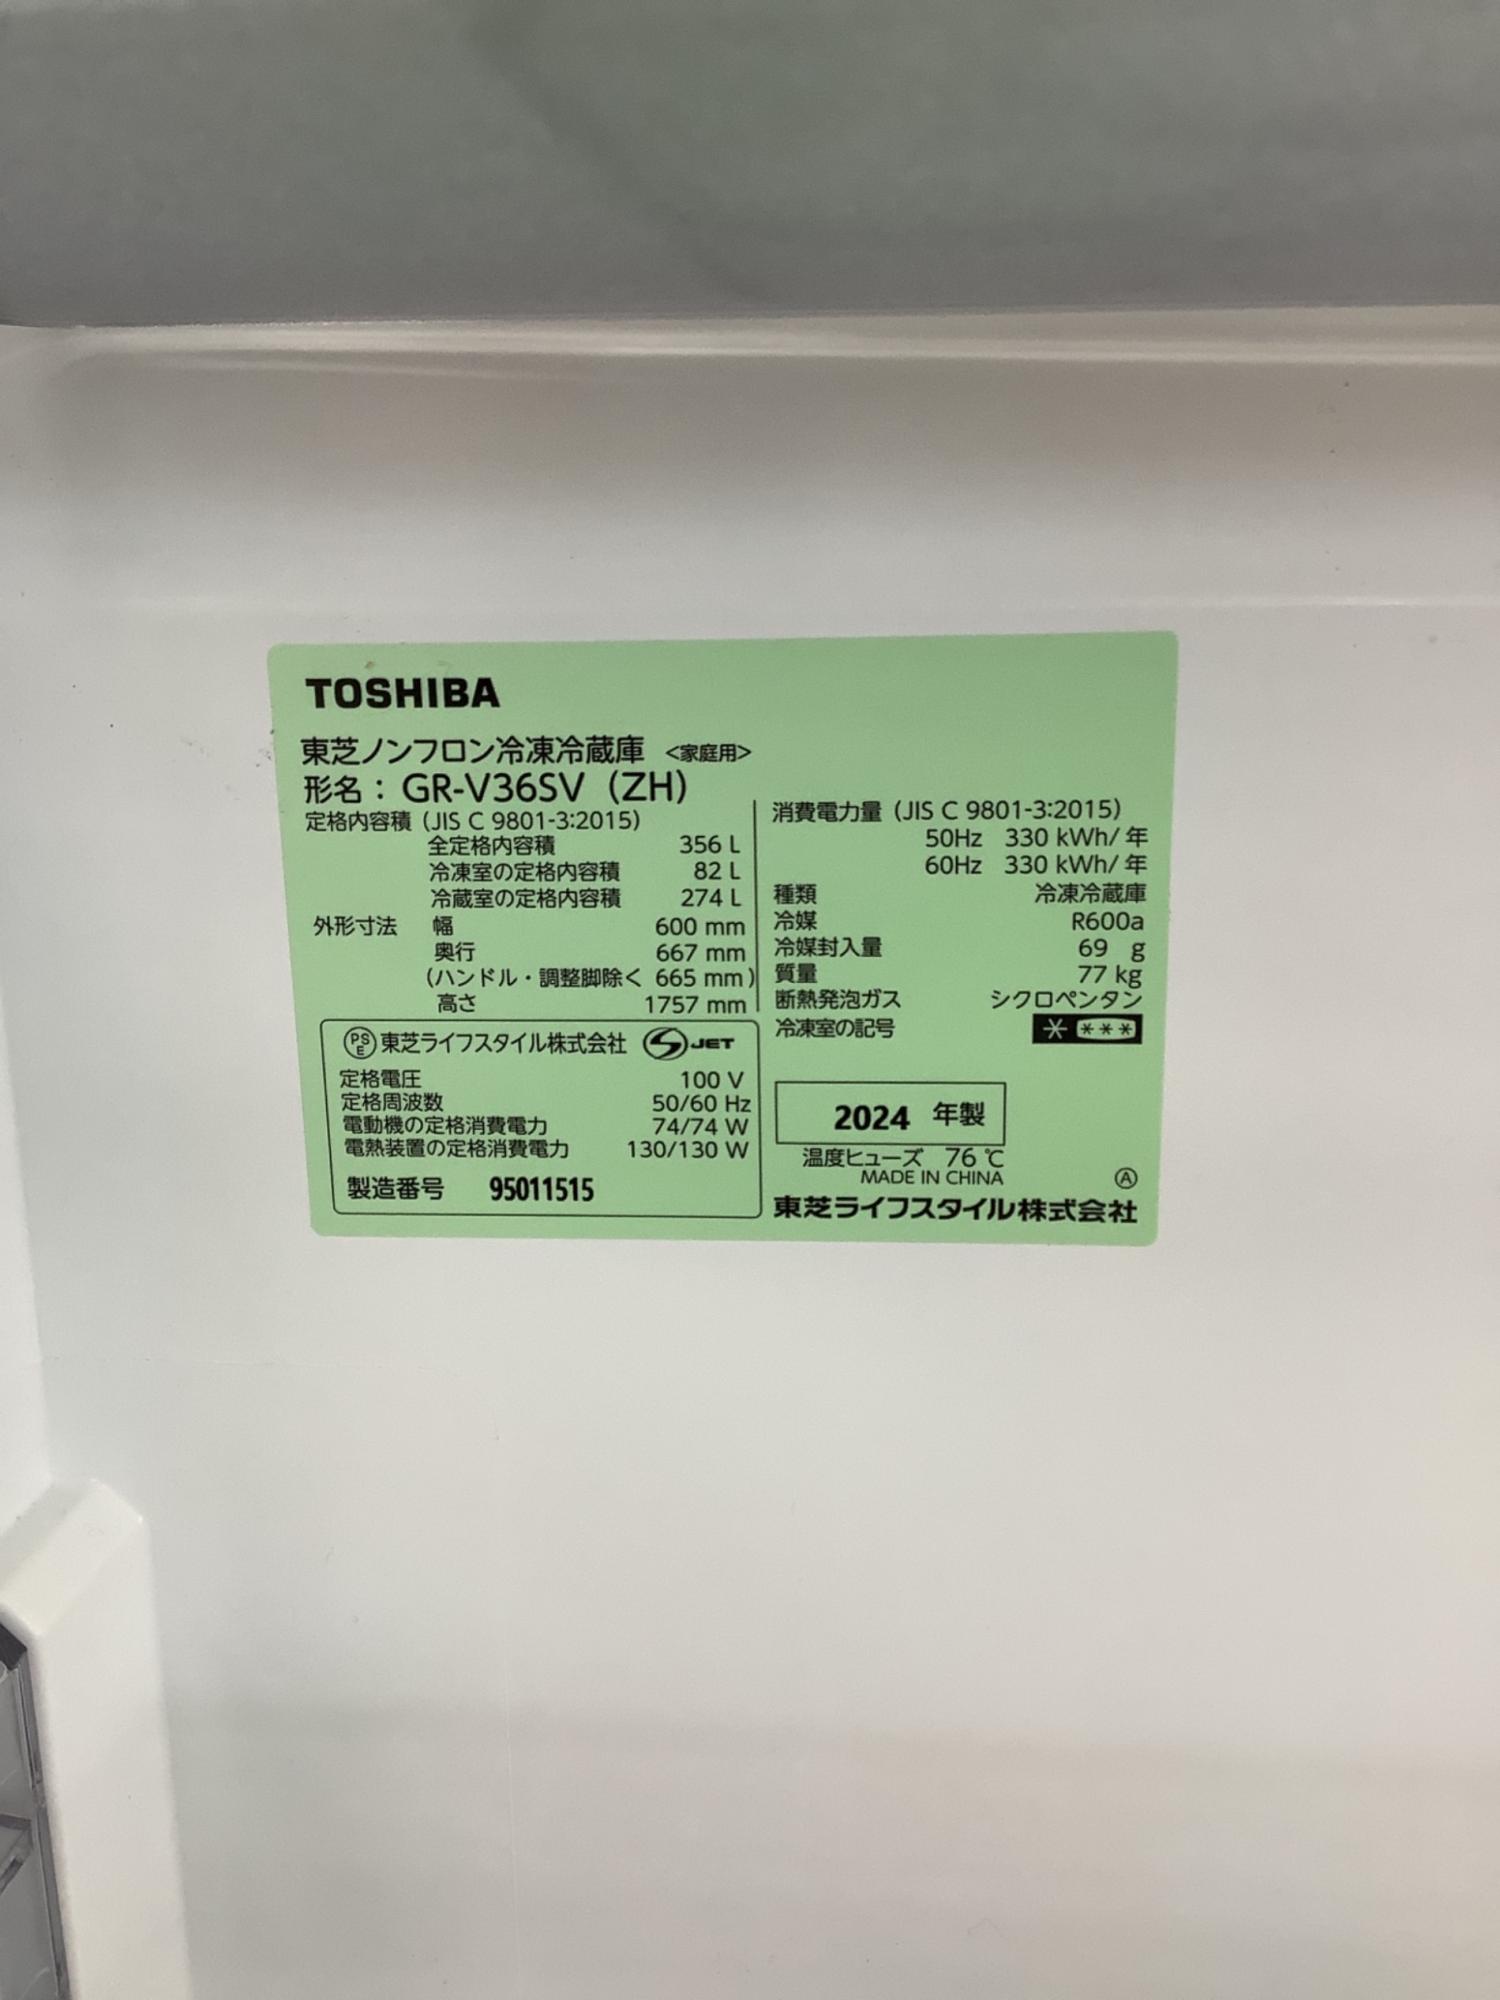 TOSHIBA
東芝ノンフロン冷凍冷蔵庫 <家庭用>
形名：GR-V36SV (ZH)
定格内容積 (JIS C 9801-3:2015)
全定格内容積 356 L
冷凍室の定格内容積 82 L
冷蔵室の定格内容積 274 L
外形寸法 幅 600 mm
奥行 667 mm
(ハンドル・調整脚除く 665 mm)
高さ 1757 mm
PSE 東芝ライフスタイル株式会社 S JET
定格電圧 100 V
定格周波数 50/60 Hz
電動機の定格消費電力 74/74 W
電熱装置の定格消費電力 130/130 W
製造番号 95011515
消費電力量 (JIS C 9801-3:2015)
50Hz 330 kWh/年
60Hz 330 kWh/年
種類 冷凍冷蔵庫
冷媒 R600a
冷媒封入量 69 g
質量 77 kg
断熱発泡ガス シクロペンタン
冷凍室の記号 * ***
2024 年製
温度ヒューズ 76 ℃
MADE IN CHINA Ⓐ
東芝ライフスタイル株式会社